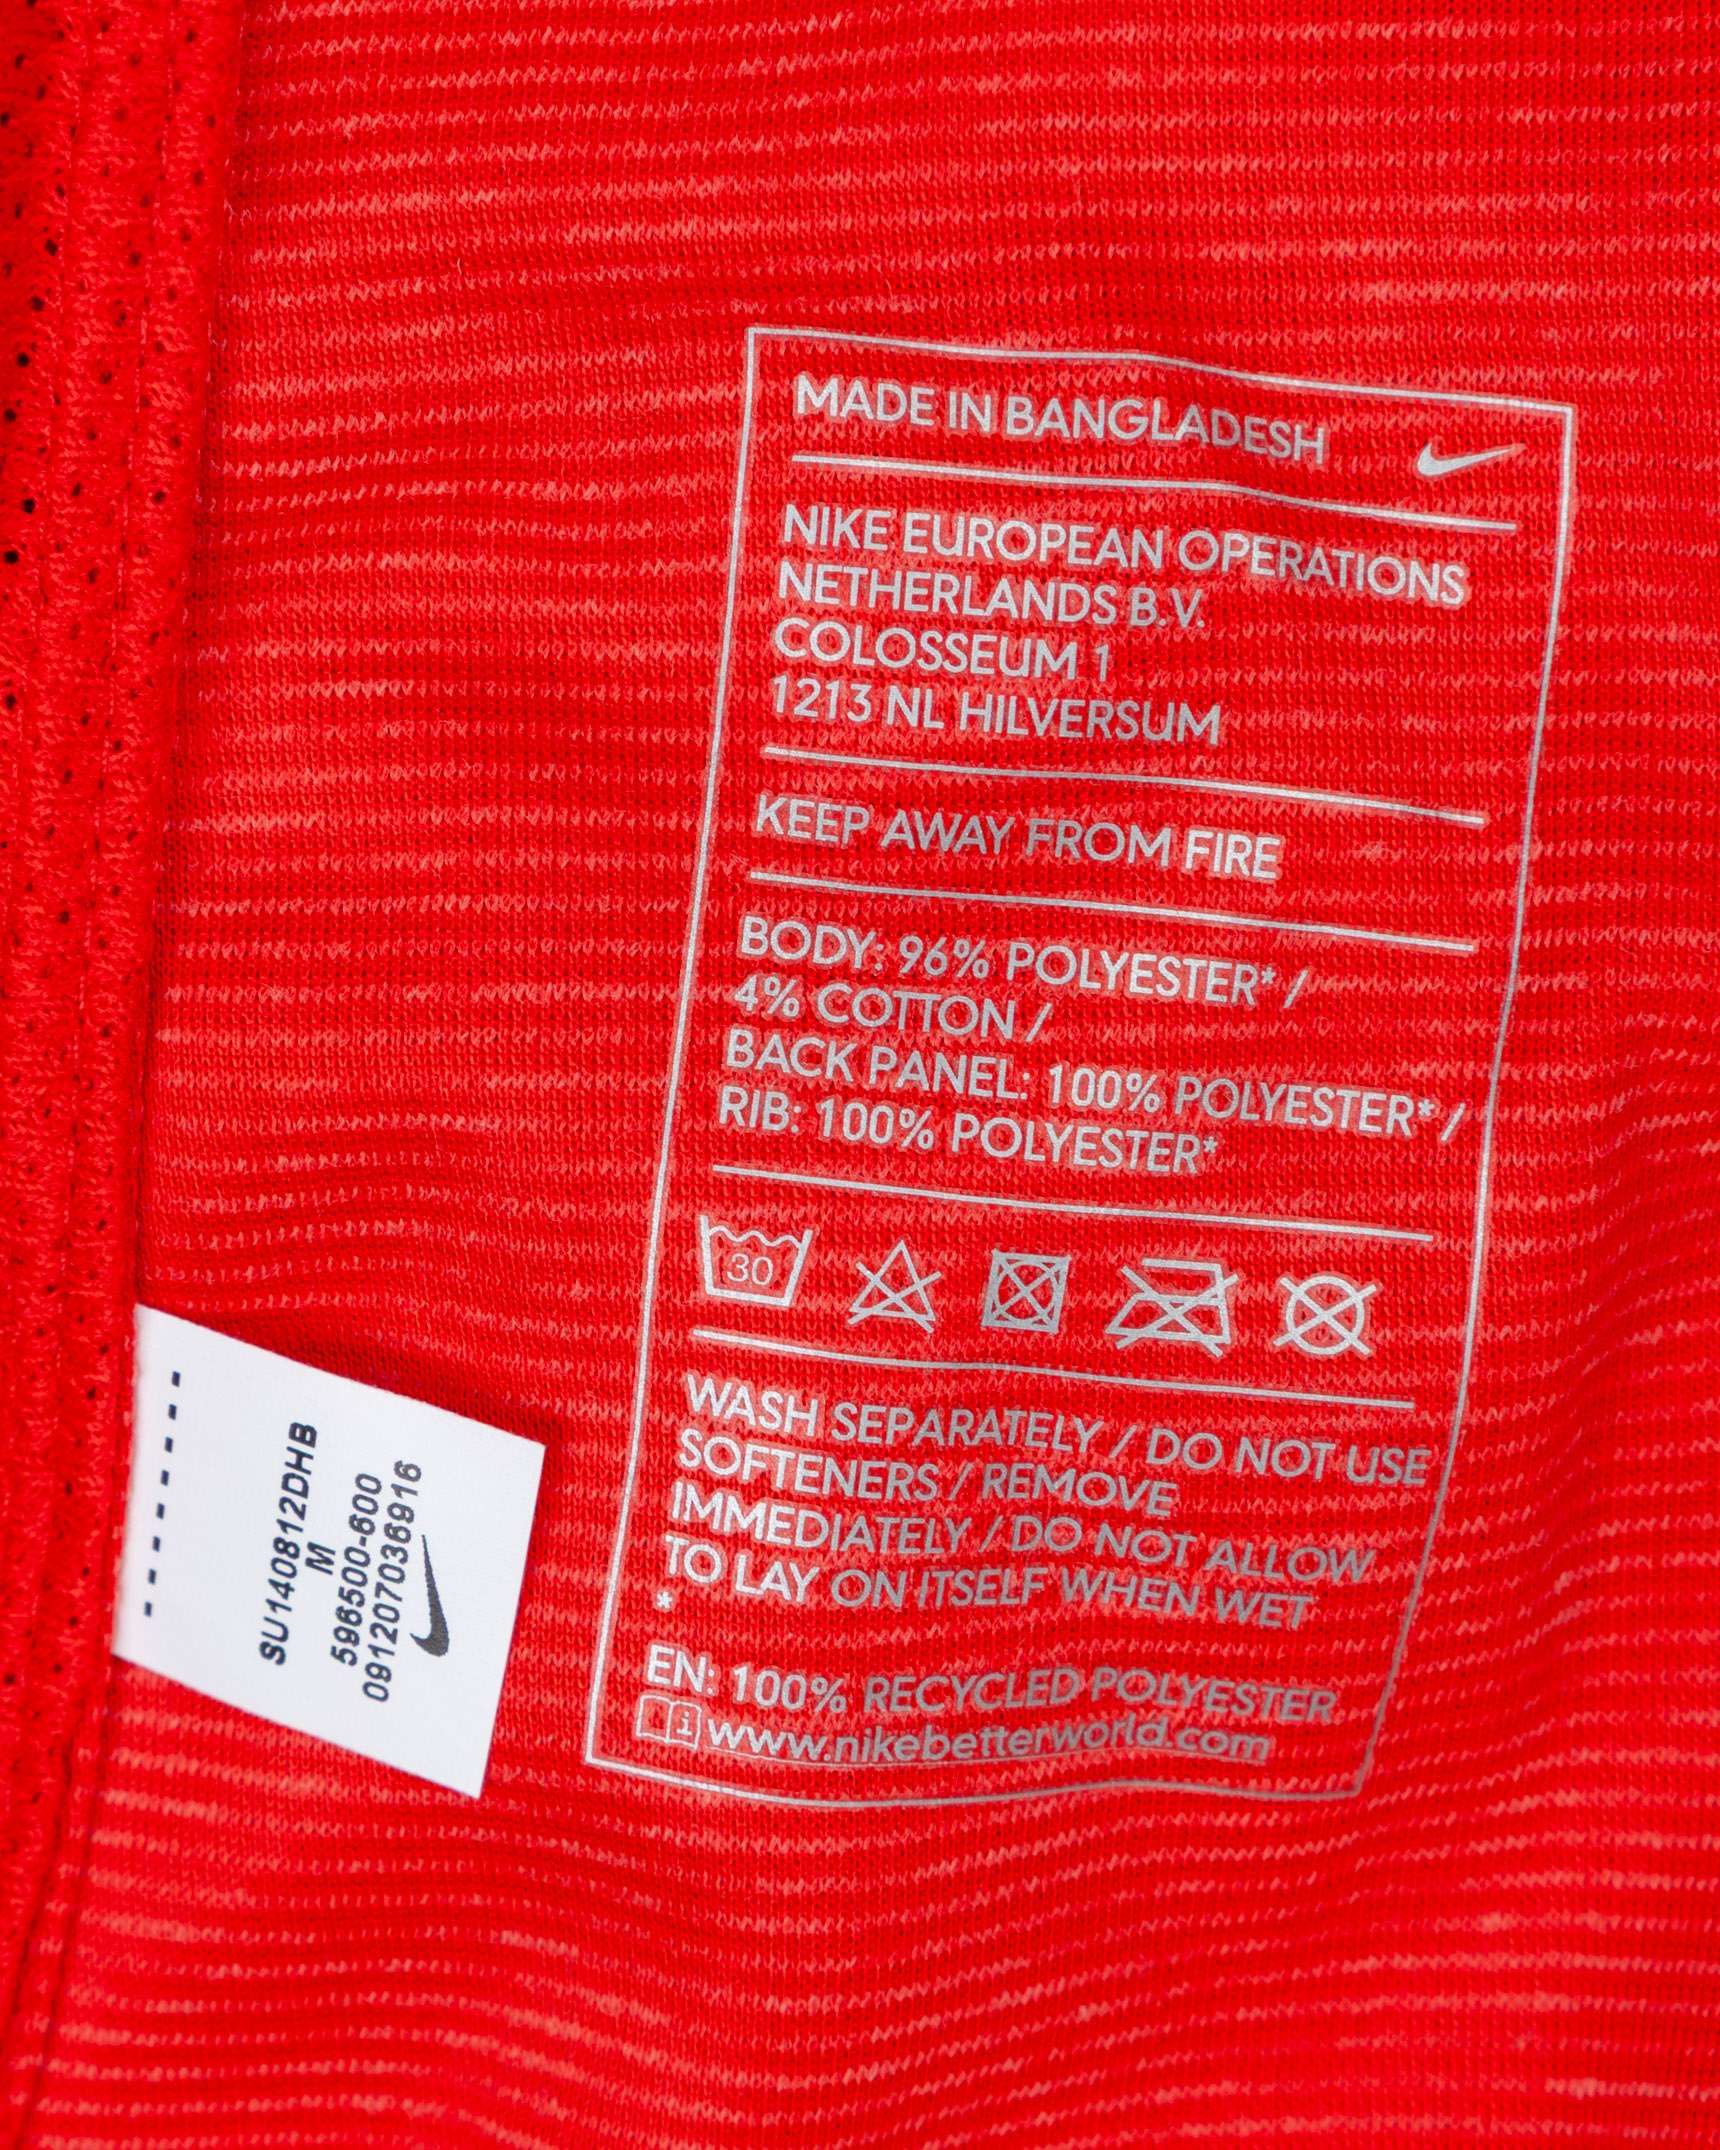 MADE IN BANGLADESH
NIKE EUROPEAN OPERATIONS
NETHERLANDS B.V.
COLOSSEUM 1
1213 NL HILVERSUM
KEEP AWAY FROM FIRE
BODY: 96% POLYESTER* /
4% COTTON /
BACK PANEL: 100% POLYESTER* /
RIB: 100% POLYESTER*
30
WASH SEPARATELY / DO NOT USE
SOFTENERS / REMOVE
IMMEDIATELY / DO NOT ALLOW
TO LAY ON ITSELF WHEN WET
*
EN: 100% RECYCLED POLYESTER
i www.nikebetterworld.com
SU140812DHB
M
596500-600
0912077036916